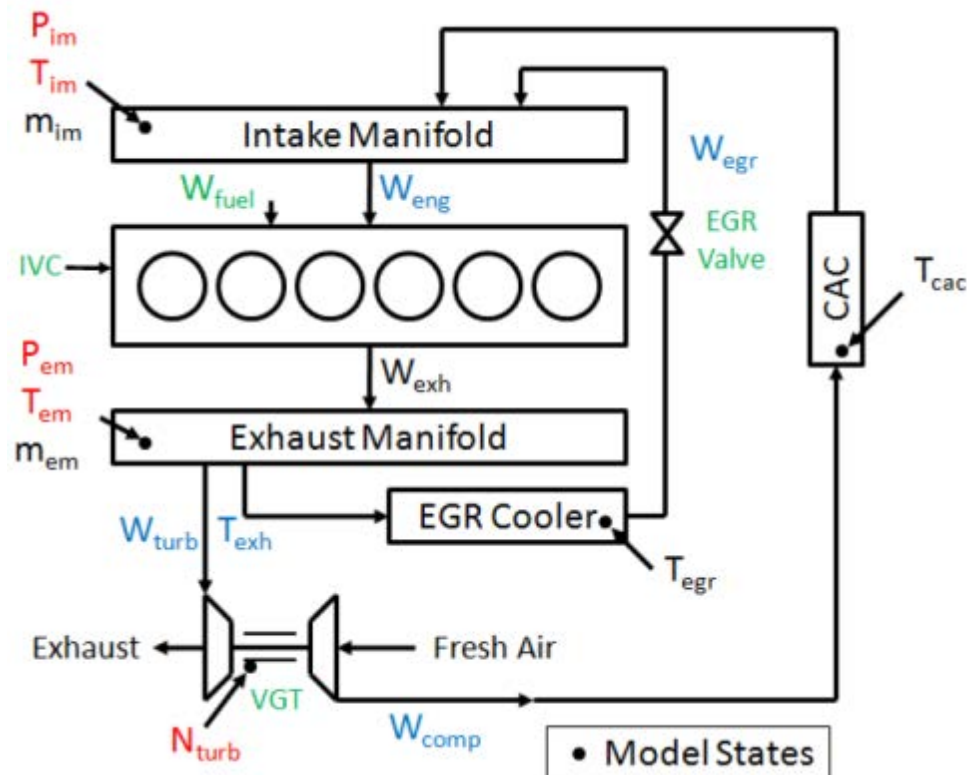 P_im
T_im
m_im
Intake Manifold
W_egr
W_fuel
W_eng
EGR
Valve
IVC
CAC
T_cac
P_em
T_em
m_em
W_exh
Exhaust Manifold
W_turb
T_exh
EGR Cooler
T_egr
Exhaust
Fresh Air
VGT
N_turb
W_comp
Model States